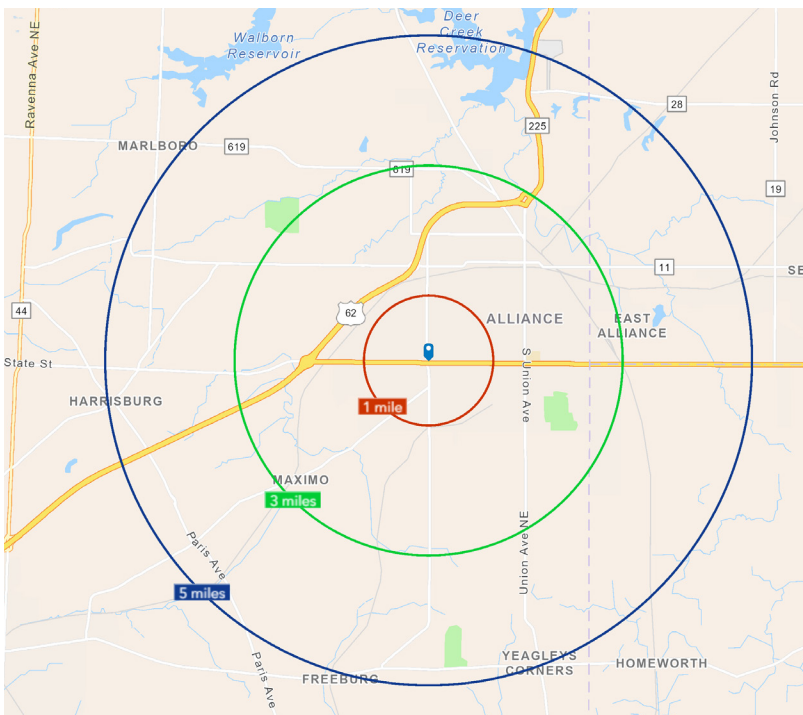 Deer
Creek
Reservation
Walborn
Reservoir
Ravenna Ave NE
Johnson Rd
28
225
MARLBORO
619
619
19
11
SE
44
62
ALLIANCE
EAST
ALLIANCE
State St
S Union Ave
HARRISBURG
1 mile
MAXIMO
3 miles
Union Ave NE
Paris Ave
5 miles
YEAGLEYS
CORNERS
HOMEWORTH
Paris Ave
FREEBURG